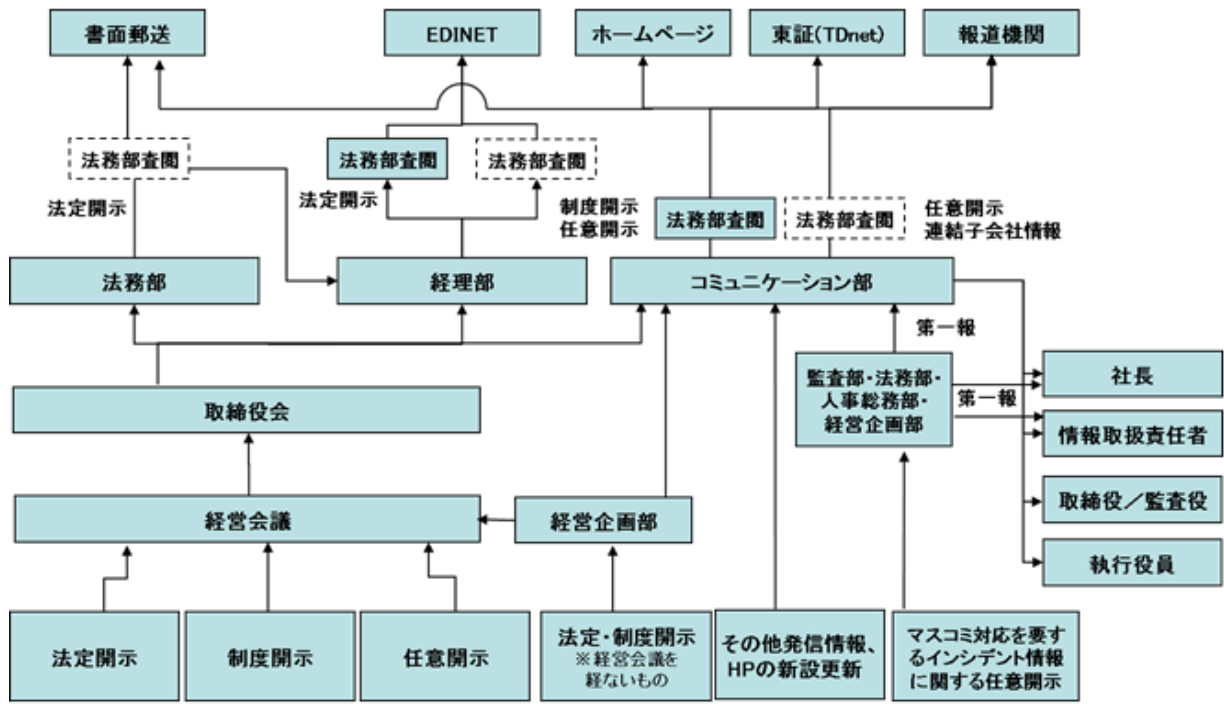 書面郵送
EDINET
ホームページ
東証(TDnet)
報道機関
法務部査閲
法務部査閲
法務部査閲
法定開示
法定開示
制度開示
任意開示
法務部査閲
法務部査閲
任意開示
連結子会社情報
法務部
経理部
コミュニケーション部
第一報
監査部・法務部・
人事総務部・
経営企画部
第一報
社長
情報取扱責任者
取締役会
経営会議
経営企画部
取締役／監査役
執行役員
法定開示
制度開示
任意開示
法定・制度開示
※経営会議を
経ないもの
その他発信情報、
HPの新設更新
マスコミ対応を要す
るインシデント情報
に関する任意開示